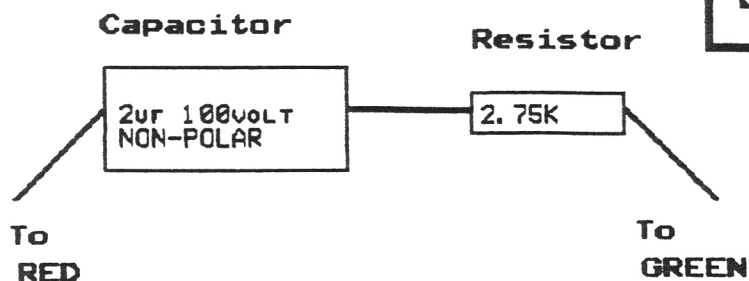 Capacitor
Resistor
2uf 100volt
NON-POLAR
2.75K
To
RED
To
GREEN